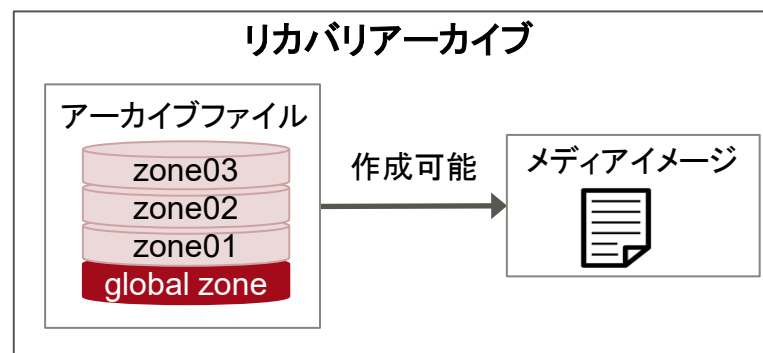 リカバリアーカイブ
アーカイブファイル
zone03
zone02
zone01
global zone
作成可能
メディアイメージ